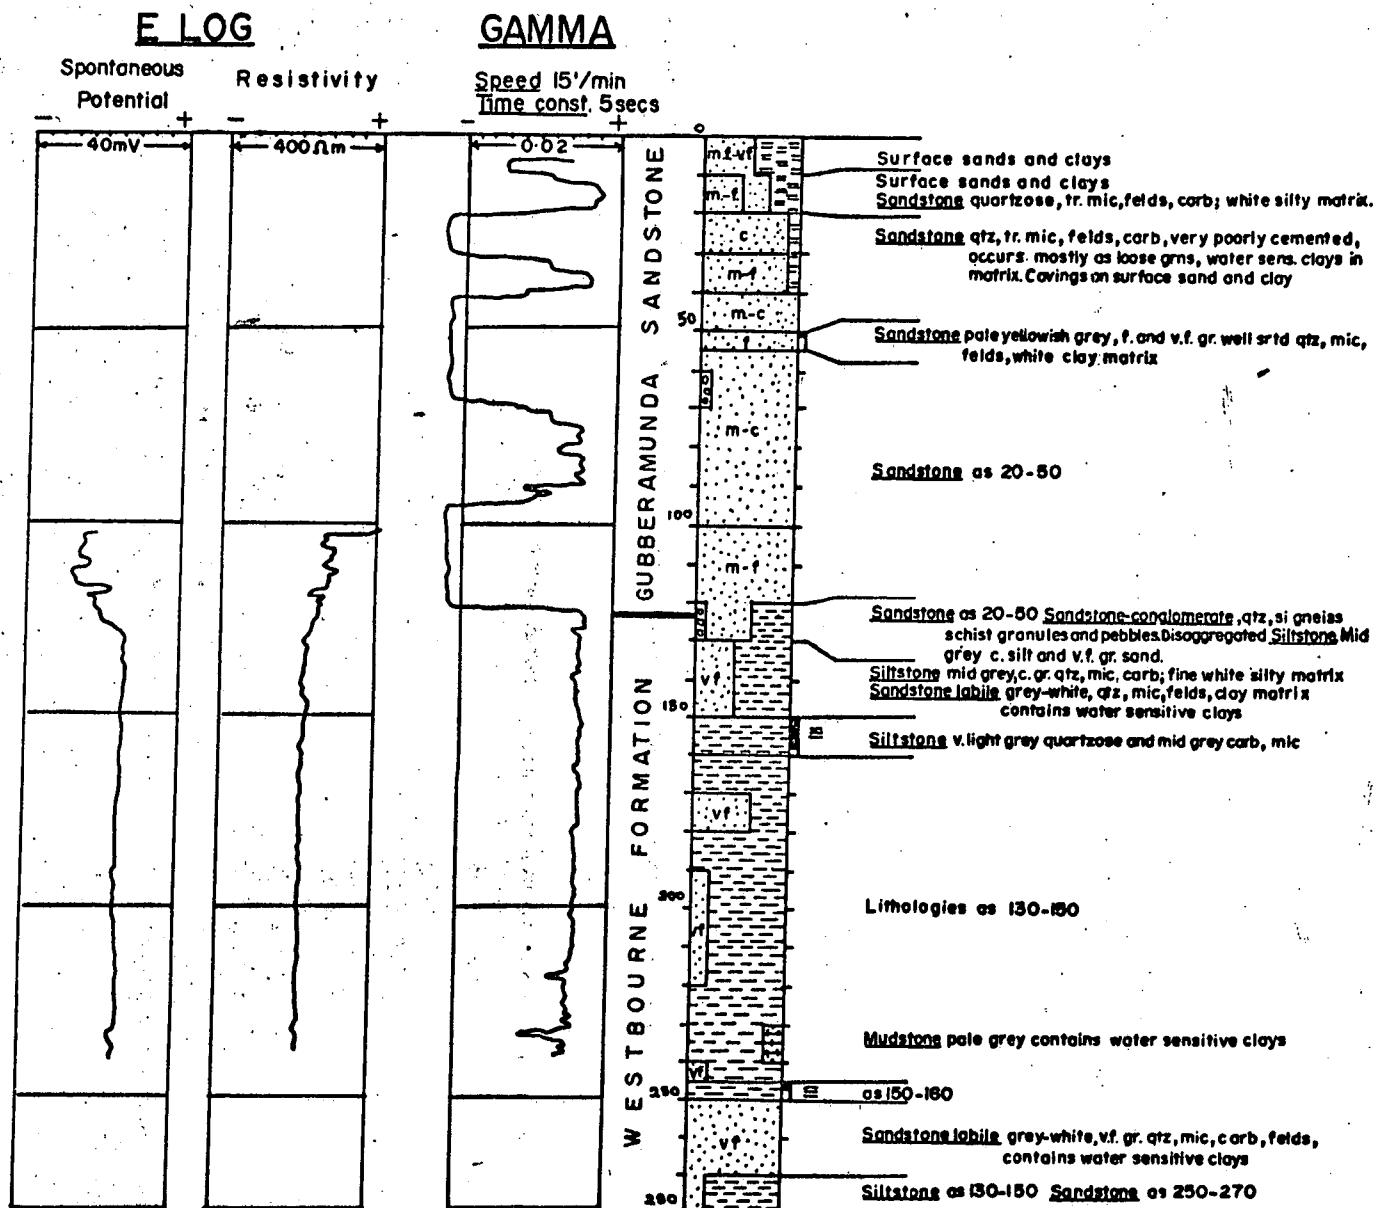 E LOG
GAMMA
Spontaneous
Potential
Resistivity
Speed 15'/min
Time const. 5secs
- + - + - +
40mV
400Ωm
0·02
0
GUBBERAMUNDA SANDSTONE
WESTBOURNE FORMATION
m.f-vf
m-f
c
m-f
m-c
50
f
m-c
100
m-f
vf
150
vf
200
vf
vf
250
vf
Surface sands and clays
Surface sands and clays
Sandstone quartzose, tr. mic, felds, carb; white silty matrix.
Sandstone qtz, tr. mic, felds, carb, very poorly cemented,
occurs mostly as loose grns, water sens. clays in
matrix. Cavings on surface sand and clay
Sandstone pale yellowish grey, f. and v.f. gr. well srtd qtz, mic,
felds, white clay matrix
Sandstone as 20-50
Sandstone as 20-50 Sandstone-conglomerate, qtz, si gneiss
schist granules and pebbles. Disaggregated Siltstone Mid
grey c. silt and v.f. gr. sand.
Siltstone mid grey, c. gr. qtz, mic, carb; fine white silty matrix
Sandstone labile grey-white, qtz, mic, felds, clay matrix
contains water sensitive clays
Siltstone v. light grey quartzose and mid grey carb, mic
Lithologies as 130-150
Mudstone pale grey contains water sensitive clays
as 150-160
Sandstone labile grey-white, v.f. gr. qtz, mic, carb, felds,
contains water sensitive clays
Siltstone as 130-150 Sandstone as 250-270